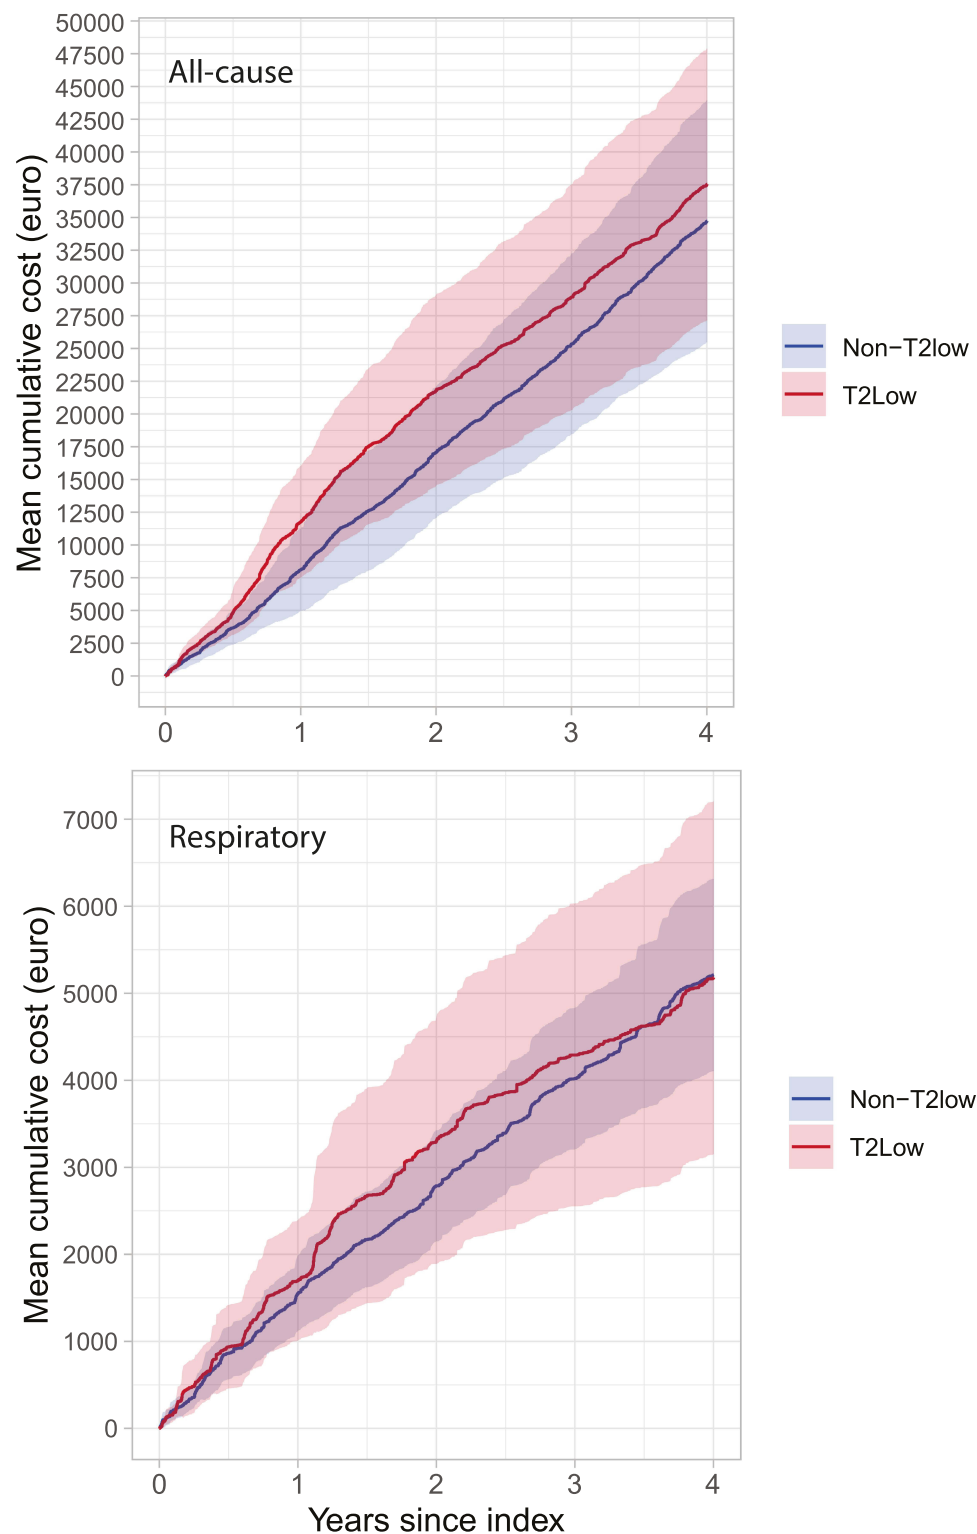 All-cause
Mean cumulative cost (euro)
50000
47500
45000
42500
40000
37500
35000
32500
30000
27500
25000
22500
20000
17500
15000
12500
10000
7500
5000
2500
0
0 1 2 3 4
Non−T2low
T2Low
Respiratory
Mean cumulative cost (euro)
7000
6000
5000
4000
3000
2000
1000
0
0 1 2 3 4
Years since index
Non−T2low
T2Low